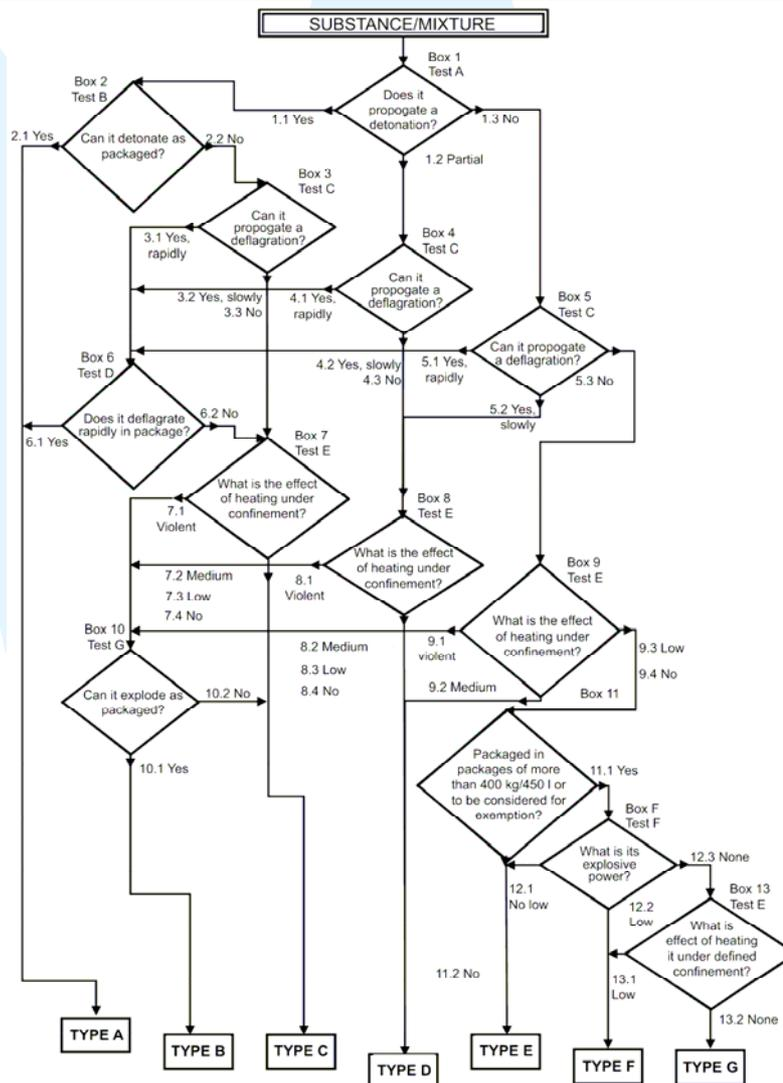 SUBSTANCE/MIXTURE
Box 1
Test A
Does it
propogate a
detonation?
1.1 Yes
1.3 No
1.2 Partial
Box 2
Test B
Can it detonate as
packaged?
2.1 Yes
2.2 No
Box 3
Test C
Can it
propogate a
deflagration?
3.1 Yes,
rapidly
3.2 Yes, slowly
3.3 No
Box 4
Test C
Can it
propogate a
deflagration?
4.1 Yes,
rapidly
4.2 Yes, slowly
4.3 No
Box 5
Test C
Can it propogate
a deflagration?
5.1 Yes,
rapidly
5.3 No
5.2 Yes,
slowly
Box 6
Test D
Does it deflagrate
rapidly in package?
6.1 Yes
6.2 No
Box 7
Test E
What is the effect
of heating under
confinement?
7.1
Violent
7.2 Medium
7.3 Low
7.4 No
Box 8
Test E
What is the effect
of heating under
confinement?
8.1
Violent
8.2 Medium
8.3 Low
8.4 No
Box 9
Test E
What is the effect
of heating under
confinement?
9.1
violent
9.2 Medium
9.3 Low
9.4 No
Box 10
Test G
Can it explode as
packaged?
10.2 No
10.1 Yes
Box 11
Packaged in
packages of more
than 400 kg/450 l or
to be considered for
exemption?
11.1 Yes
11.2 No
Box F
Test F
What is its
explosive
power?
12.1
No low
12.2
Low
12.3 None
Box 13
Test E
What is
effect of heating
it under defined
confinement?
13.1
Low
13.2 None
TYPE A
TYPE B
TYPE C
TYPE D
TYPE E
TYPE F
TYPE G